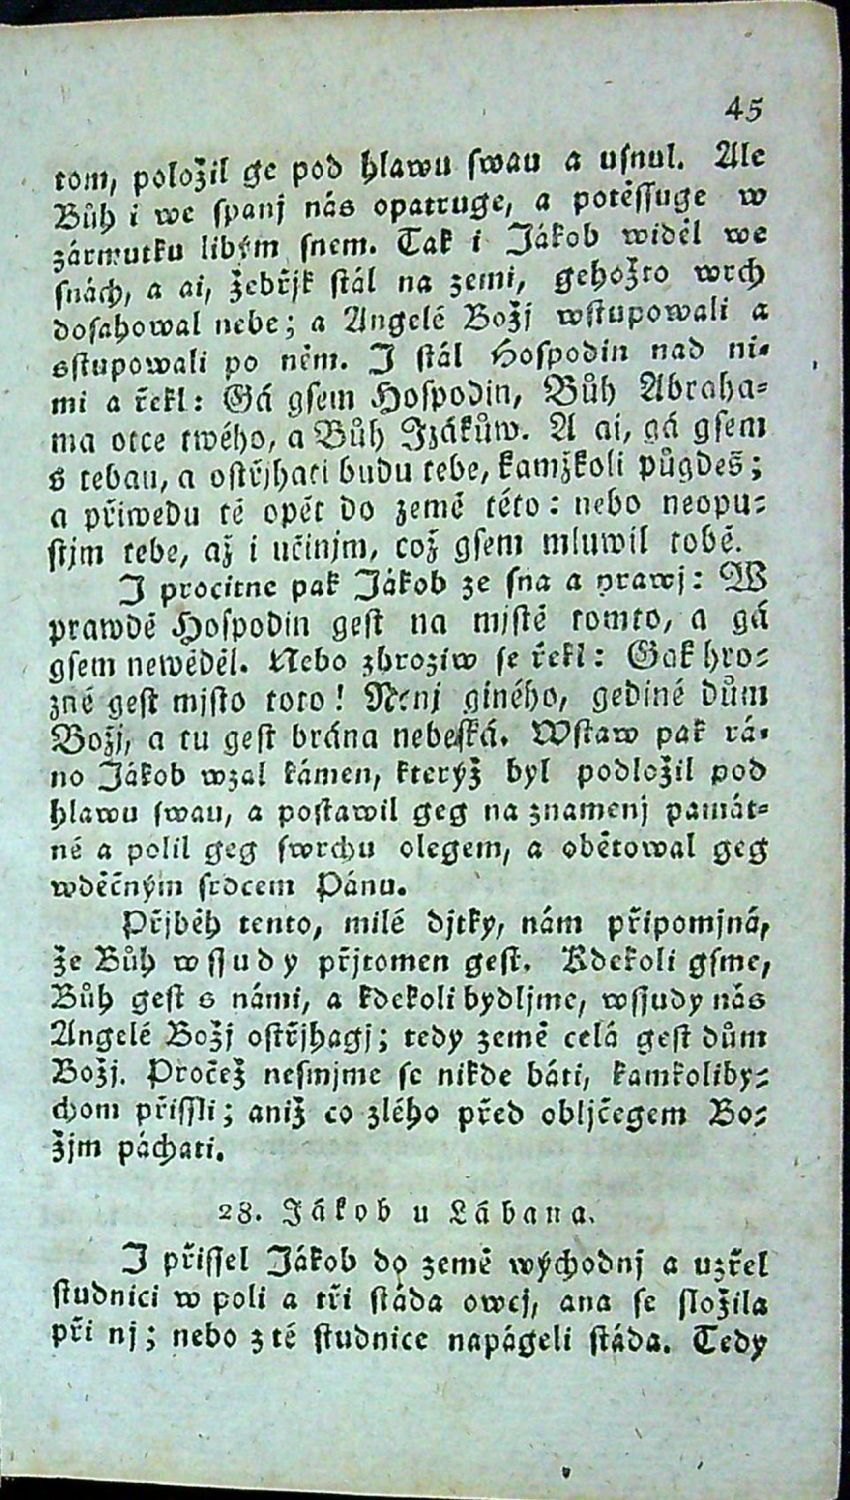 45
tom, položil ge pod hlawu swau a usnul. Ale
Bůh i we spanj nás opatruge, a potěssuge w
zármutku libým snem. Tak i Jákob widěl we
snách, a ai, žebřjk stál na zemi, gehožto wrch
dosahowal nebe; a Angelé Božj wstupowali a
sstupowali po něm. J stál Hospodin nad ni-
mi a řekl: Gá gsem Hospodin, Bůh Abraha-
ma otce twého, a Bůh Jzákůw. A ai, gá gsem
s tebau, a ostřjhati budu tebe, kamžkoli půgdeš;
a přiwedu tě opět do země této: nebo neopu-
stjm tebe, až i učinjm, což gsem mluwil tobě.
J procitne pak Jákob ze sna a prawj: W
prawdě Hospodin gest na mjstě tomto, a gá
gsem newěděl. Nebo zhroziw se řekl: Gak hro-
zné gest mjsto toto! Nenj giného, gediné dům
Božj, a tu gest brána nebeská. Wstaw pak rá-
no Jákob wzal kámen, kterýž byl podložil pod
hlawu swau, a postawil geg na znamenj památ-
né a polil geg swrchu olegem, a obětowal geg
wděčným srdcem Pánu.
Přjběh tento, milé djtky, nám připomjná,
že Bůh wssudy přjtomen gest. Kdekoli gsme,
Bůh gest s námi, a kdekoli bydljme, wssudy nás
Angelé Božj ostřjhagj; tedy země celá gest dům
Božj. Pročež nesmjme se nikde báti, kamkoliby-
chom přissli; aniž co zlého před obljčegem Bo-
žjm páchati.
28. Jákob u Lábana.
J přissel Jákob do země wýchodnj a uzřel
studnici w poli a tři stáda owcj, ana se složila
při nj; nebo z té studnice napágeli stáda. Tedy